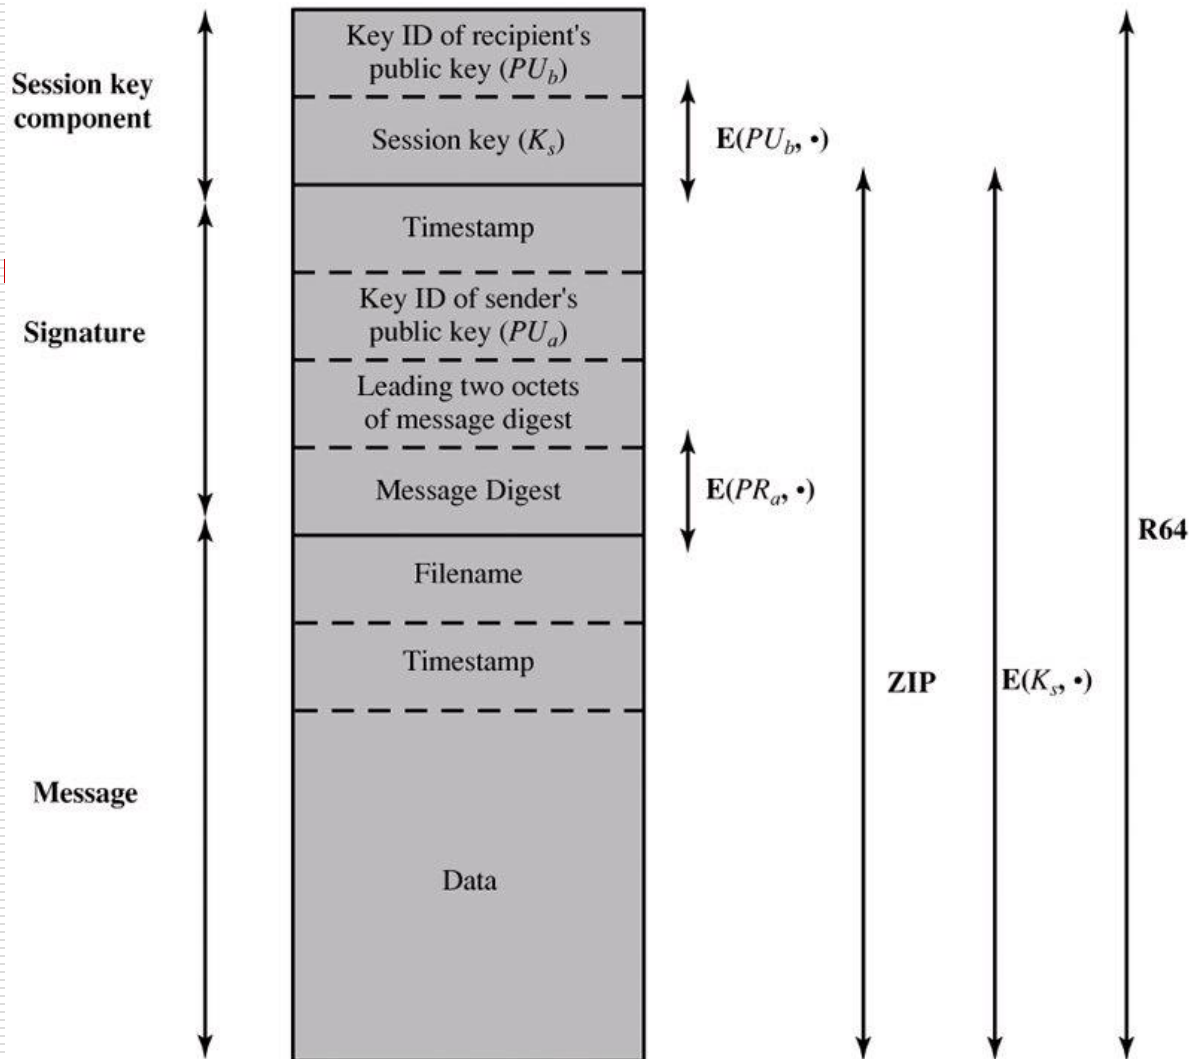 Session key
component
Signature
Message
Key ID of recipient's
public key (PU_b)
Session key (K_s)
Timestamp
Key ID of sender's
public key (PU_a)
Leading two octets
of message digest
Message Digest
Filename
Timestamp
Data
E(PU_b, •)
E(PR_a, •)
ZIP
E(K_s, •)
R64